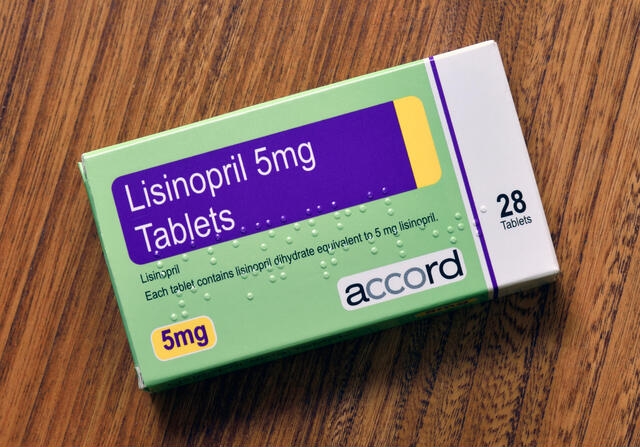 Lisinopril 5mg
Tablets
Lisinopril
Each tablet contains lisinopril dihydrate equivalent to 5 mg lisinopril.
accord
5mg
28
Tablets